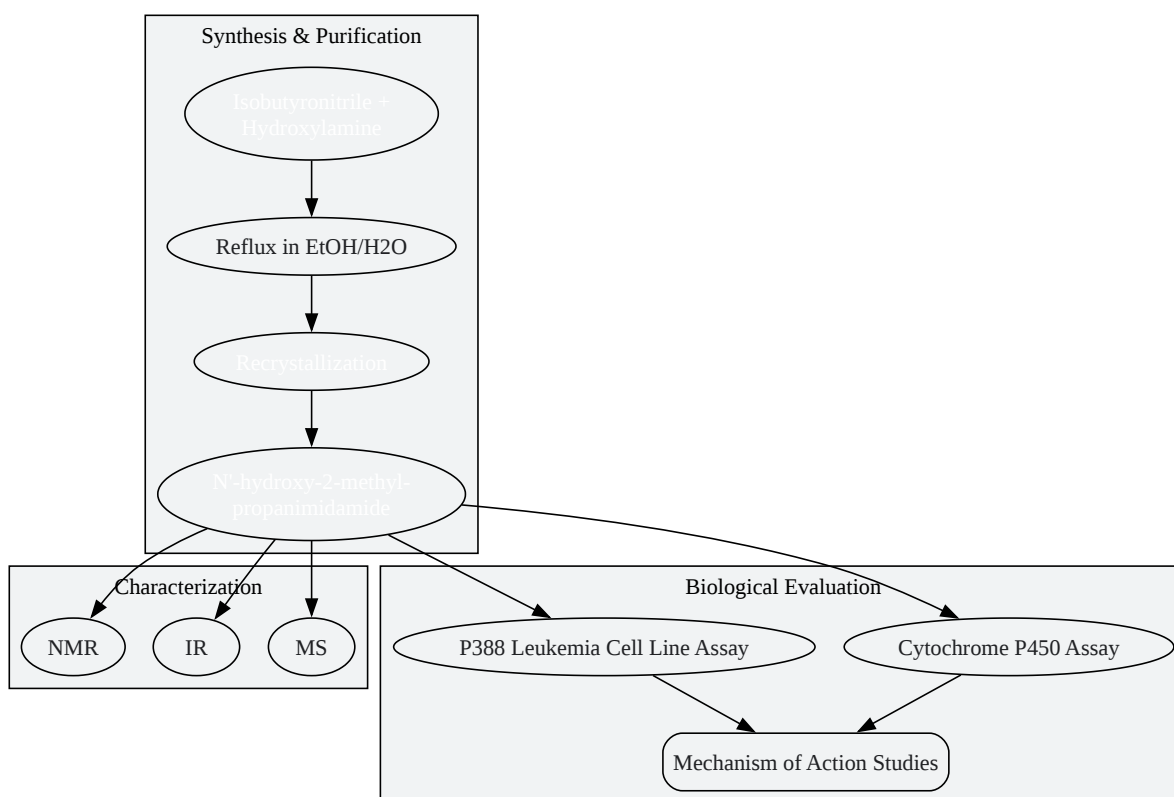 Synthesis & Purification
Isobutyronitrile +
Hydroxylamine
Reflux in EtOH/H2O
Recrystallization
N'-hydroxy-2-methyl-
propanimidamide
Characterization
NMR
IR
MS
Biological Evaluation
P388 Leukemia Cell Line Assay
Cytochrome P450 Assay
Mechanism of Action Studies